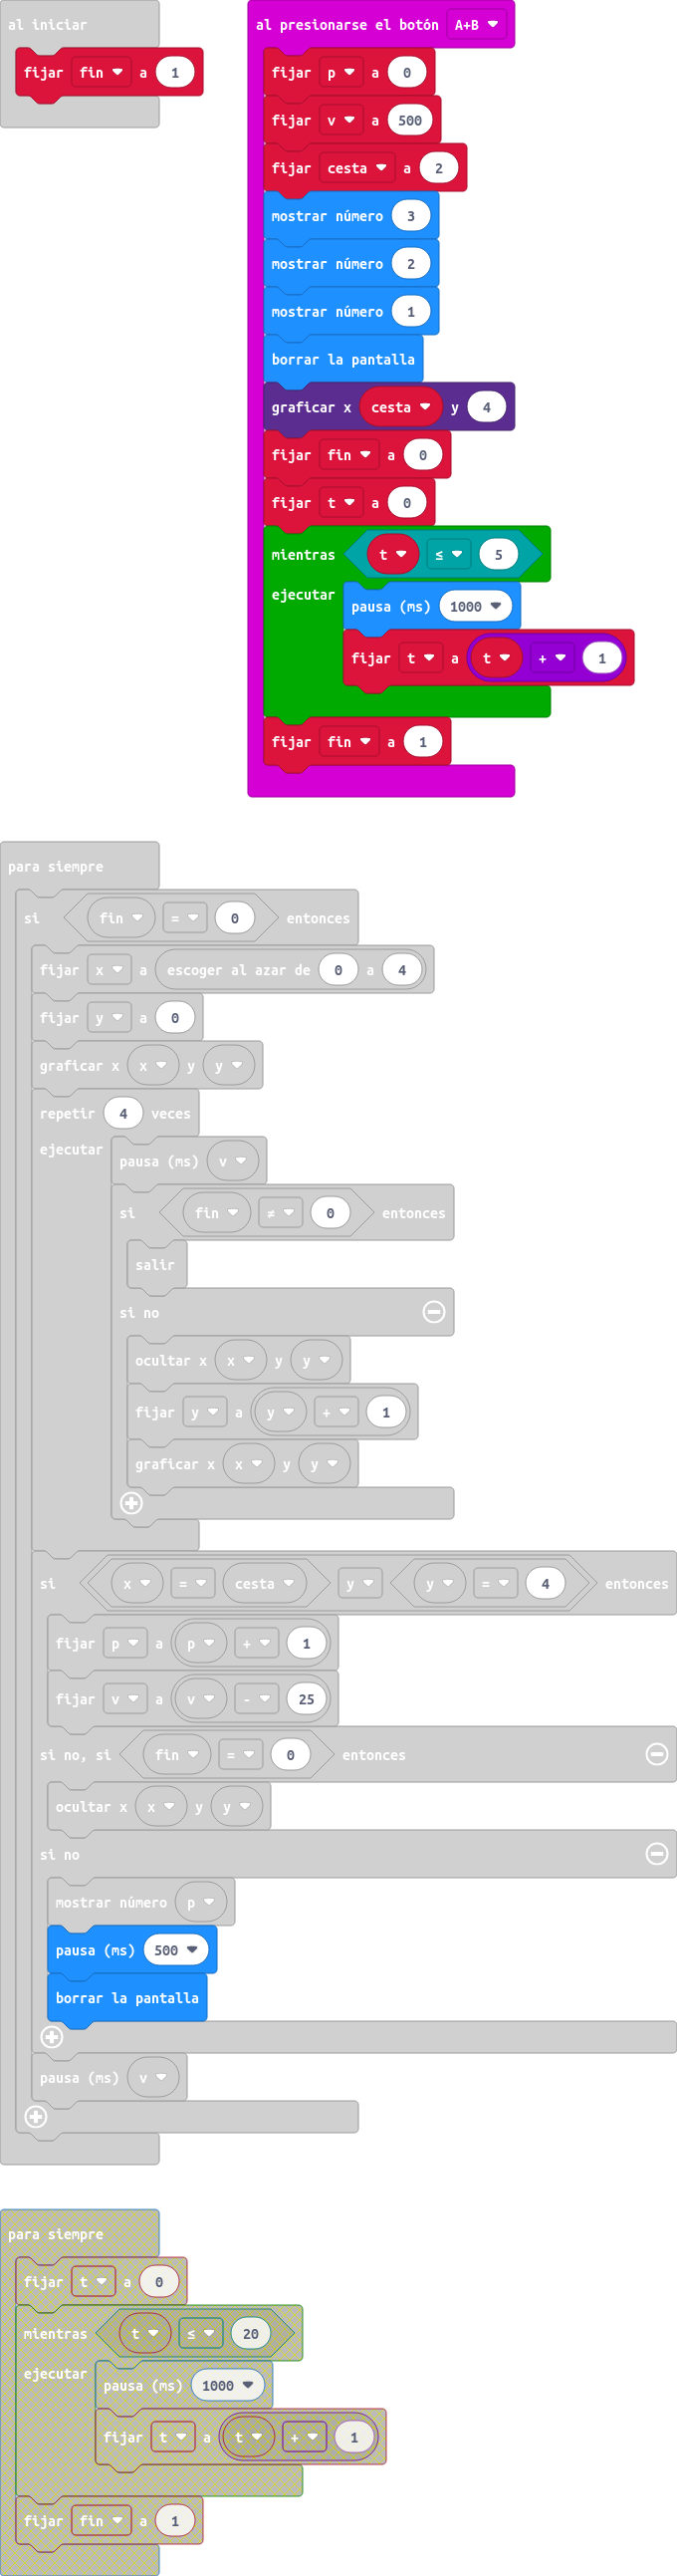 al iniciar
fijar fin a 1
al presionarse el botón A+B
fijar p a 0
fijar v a 500
fijar cesta a 2
mostrar número 3
mostrar número 2
mostrar número 1
borrar la pantalla
graficar x cesta y 4
fijar fin a 0
fijar t a 0
mientras t ≤ 5
ejecutar
pausa (ms) 1000
fijar t a t + 1
fijar fin a 1
para siempre
si fin = 0 entonces
fijar x a escoger al azar de 0 a 4
fijar y a 0
graficar x x y y
repetir 4 veces
ejecutar
pausa (ms) v
si fin ≠ 0 entonces
salir
si no
ocultar x x y y
fijar y a y + 1
graficar x x y y
si x = cesta y y = 4 entonces
fijar p a p + 1
fijar v a v - 25
si no, si fin = 0 entonces
ocultar x x y y
si no
mostrar número p
pausa (ms) 500
borrar la pantalla
pausa (ms) v
para siempre
fijar t a 0
mientras t ≤ 20
ejecutar
pausa (ms) 1000
fijar t a t + 1
fijar fin a 1